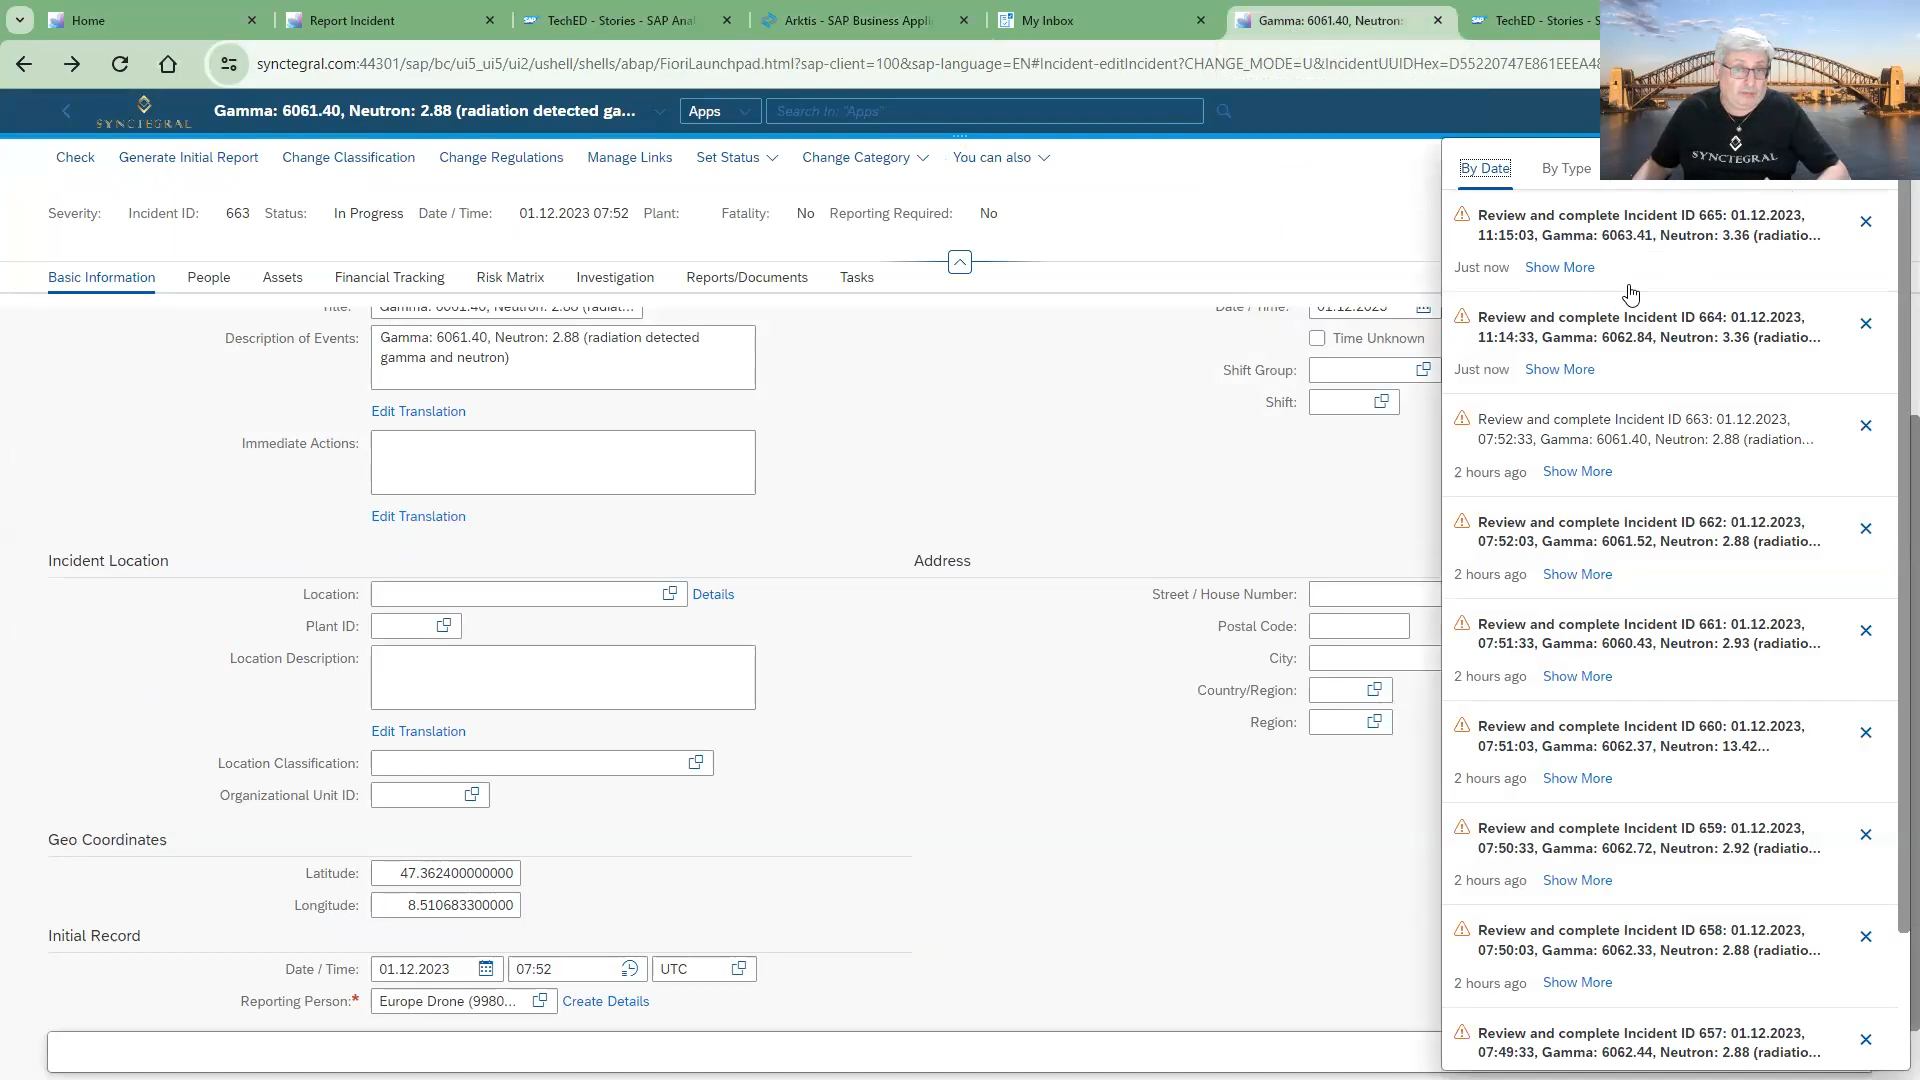 Home
Report Incident
TechED - Stories - SAP Anal
Arktis - SAP Business Appli
My Inbox
Gamma: 6061.40, Neutron:
TechED - Stories - S
synctegral.com:44301/sap/bc/ui5_ui5/ui2/ushell/shells/abap/FioriLaunchpad.html?sap-client=100&sap-language=EN#Incident-editIncident?CHANGE_MODE=U&IncidentUUIDHex=D55220747E861EEEA48
SYNCTEGRAL
Gamma: 6061.40, Neutron: 2.88 (radiation detected ga...
Apps
Search In: "Apps"
SYNCTEGRAL
Check
Generate Initial Report
Change Classification
Change Regulations
Manage Links
Set Status
Change Category
You can also
Severity:
Incident ID: 663
Status: In Progress
Date / Time: 01.12.2023 07:52
Plant:
Fatality: No
Reporting Required: No
Basic Information
People
Assets
Financial Tracking
Risk Matrix
Investigation
Reports/Documents
Tasks
Title: Gamma: 6061.40, Neutron: 2.88 (radiat...
Description of Events: Gamma: 6061.40, Neutron: 2.88 (radiation detected
gamma and neutron)
Edit Translation
Immediate Actions:
Edit Translation
Date / Time: 01.12.2023
Time Unknown
Shift Group:
Shift:
Incident Location
Location:
Details
Plant ID:
Location Description:
Edit Translation
Location Classification:
Organizational Unit ID:
Address
Street / House Number:
Postal Code:
City:
Country/Region:
Region:
Geo Coordinates
Latitude: 47.362400000000
Longitude: 8.510683300000
Initial Record
Date / Time: 01.12.2023 07:52 UTC
Reporting Person:* Europe Drone (9980... Create Details
By Date
By Type
Review and complete Incident ID 665: 01.12.2023,
11:15:03, Gamma: 6063.41, Neutron: 3.36 (radiatio...
Just now Show More
Review and complete Incident ID 664: 01.12.2023,
11:14:33, Gamma: 6062.84, Neutron: 3.36 (radiatio...
Just now Show More
Review and complete Incident ID 663: 01.12.2023,
07:52:33, Gamma: 6061.40, Neutron: 2.88 (radiation...
2 hours ago Show More
Review and complete Incident ID 662: 01.12.2023,
07:52:03, Gamma: 6061.52, Neutron: 2.88 (radiatio...
2 hours ago Show More
Review and complete Incident ID 661: 01.12.2023,
07:51:33, Gamma: 6060.43, Neutron: 2.93 (radiatio...
2 hours ago Show More
Review and complete Incident ID 660: 01.12.2023,
07:51:03, Gamma: 6062.37, Neutron: 13.42...
2 hours ago Show More
Review and complete Incident ID 659: 01.12.2023,
07:50:33, Gamma: 6062.72, Neutron: 2.92 (radiatio...
2 hours ago Show More
Review and complete Incident ID 658: 01.12.2023,
07:50:03, Gamma: 6062.33, Neutron: 2.88 (radiatio...
2 hours ago Show More
Review and complete Incident ID 657: 01.12.2023,
07:49:33, Gamma: 6062.44, Neutron: 2.88 (radiatio...